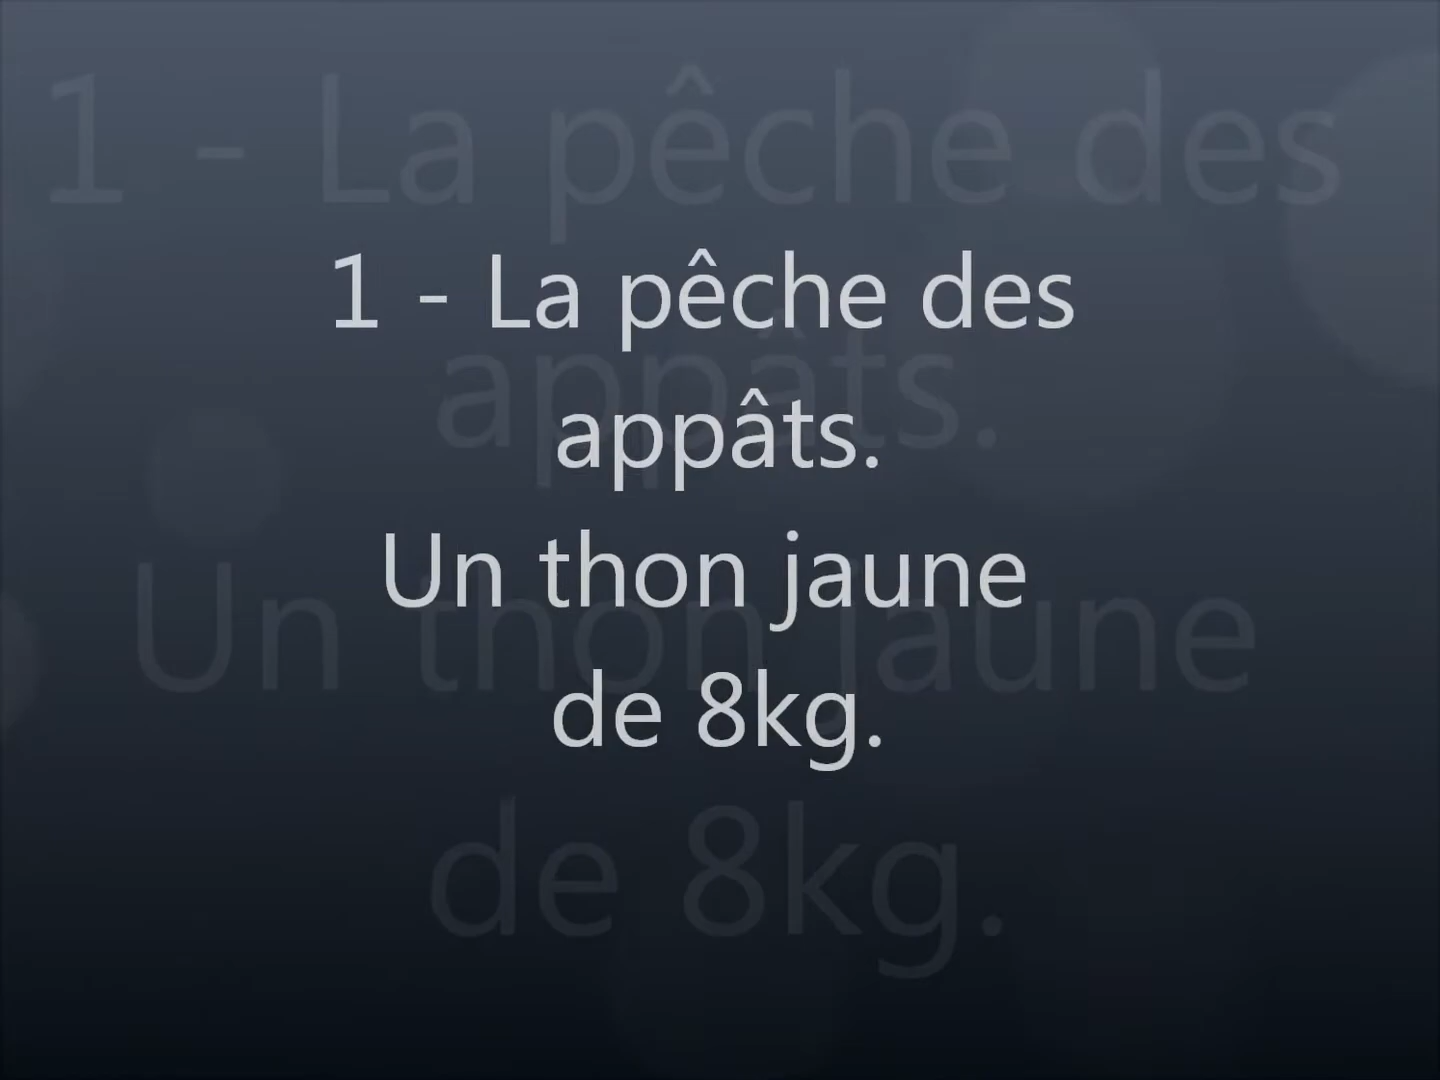 1 - La pêche des
appâts.
Un thon jaune
de 8kg.